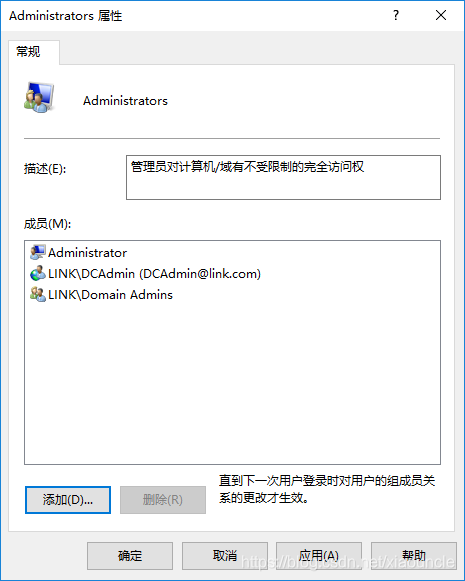 Administrators 属性
常规
Administrators
描述(E):
管理员对计算机/域有不受限制的完全访问权
成员(M):
Administrator
LINK\DCAdmin (DCAdmin@link.com)
LINK\Domain Admins
添加(D)...
删除(R)
直到下一次用户登录时对用户的组成员关
系的更改才生效。
确定
取消
应用(A)
帮助
https://blog.csdn.net/xiaouncle